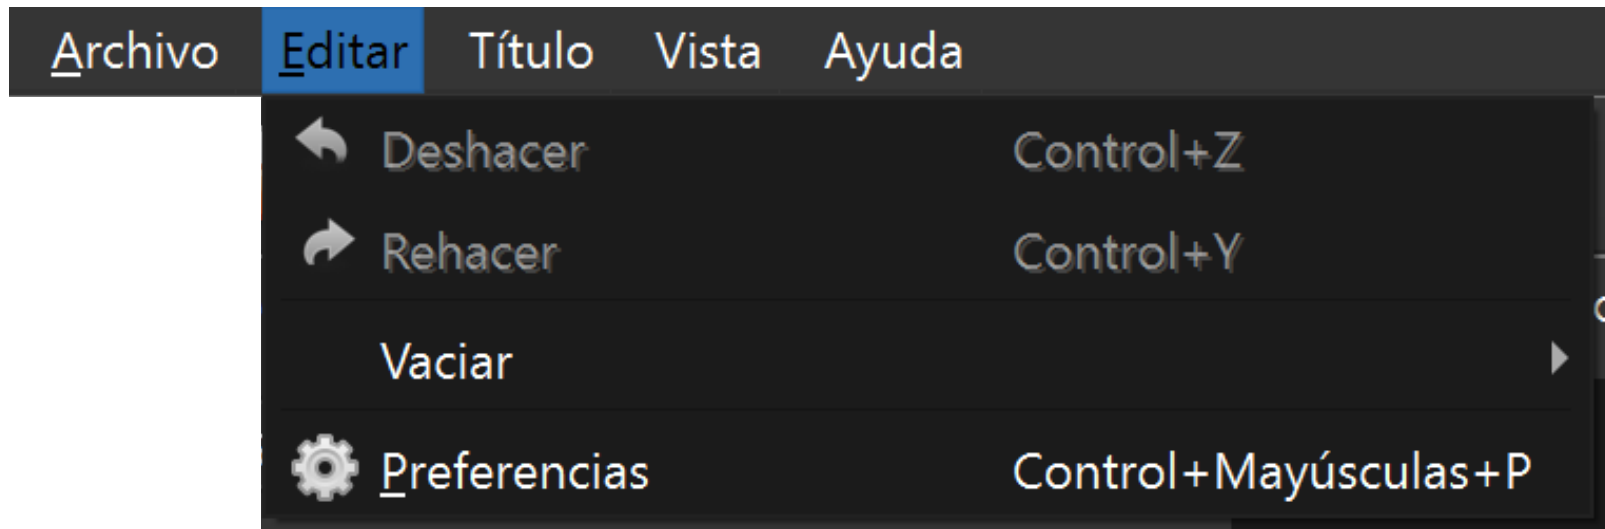 Archivo Editar Título Vista Ayuda
Deshacer Control+Z
Rehacer Control+Y
Vaciar
Preferencias Control+Mayúsculas+P